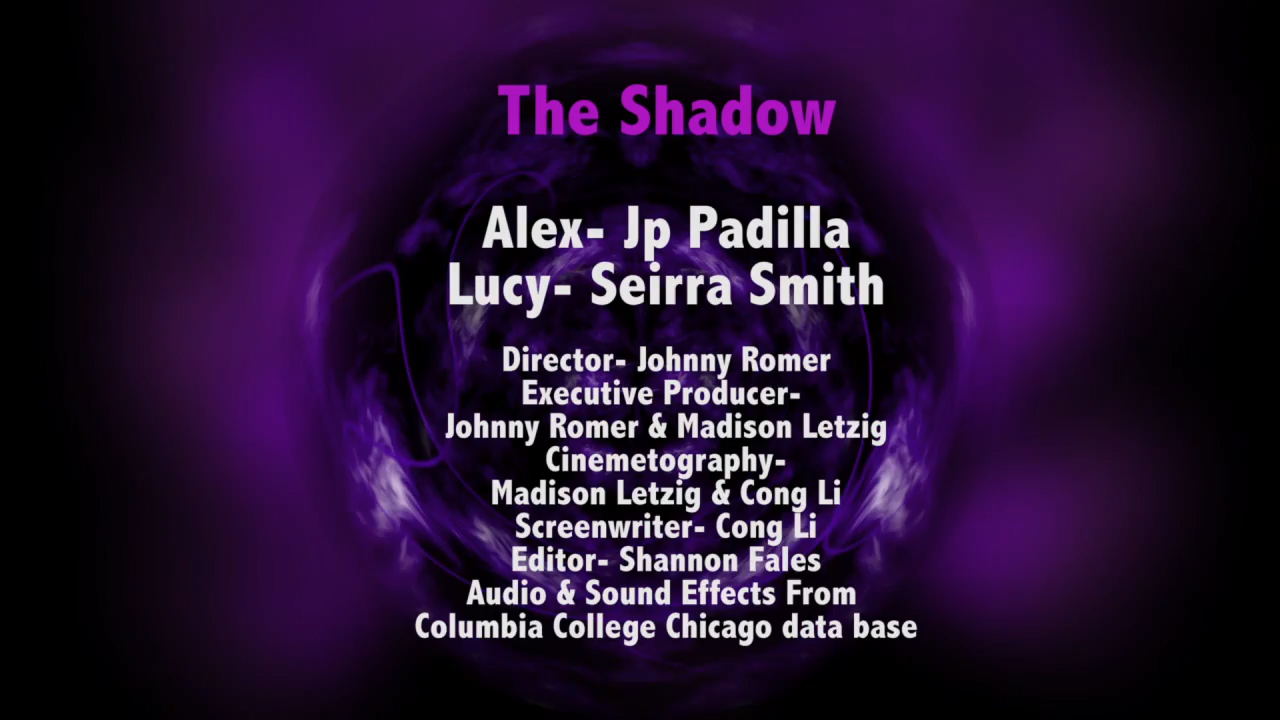 The Shadow
Alex- Jp Padilla
Lucy- Seirra Smith
Director- Johnny Romer
Executive Producer-
Johnny Romer & Madison Letzig
Cinemetography-
Madison Letzig & Cong Li
Screenwriter- Cong Li
Editor- Shannon Fales
Audio & Sound Effects From
Columbia College Chicago data base